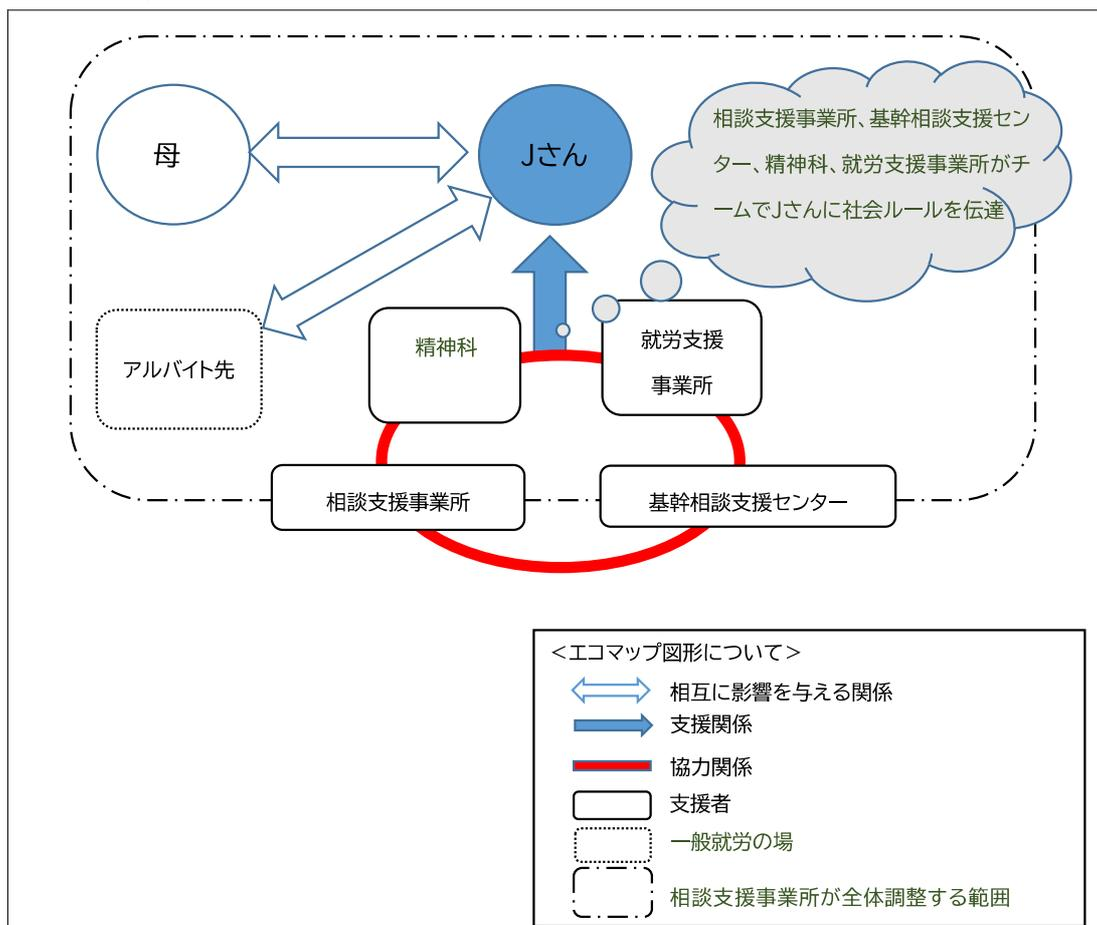 母
Jさん
相談支援事業所、基幹相談支援セン
ター、精神科、就労支援事業所がチ
ームでJさんに社会ルールを伝達
アルバイト先
精神科
就労支援
事業所
相談支援事業所
基幹相談支援センター
＜エコマップ図形について＞
相互に影響を与える関係
支援関係
協力関係
支援者
一般就労の場
相談支援事業所が全体調整する範囲